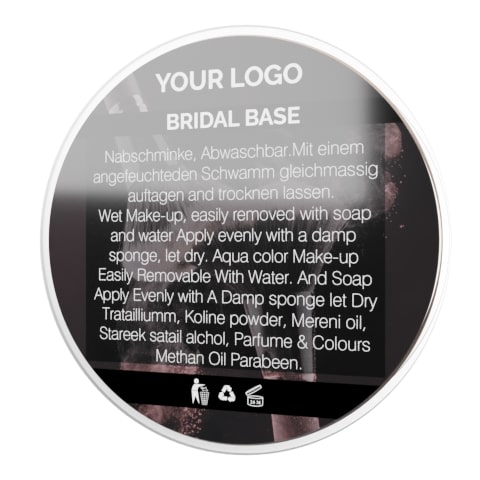 YOUR LOGO
BRIDAL BASE
Nabschminke, Abwaschbar.Mit einem
angefeuchteden Schwamm gleichmassig
auftagen and trocknen lassen.
Wet Make-up, easily removed with soap
and water Apply evenly with a damp
sponge, let dry. Aqua color Make-up
Easily Removable With Water. And Soap
Apply Evenly with A Damp sponge let Dry
Tratailliumm, Koline powder, Mereni oil,
Stareek satail alchol, Parfume & Colours
Methan Oil Parabeen.